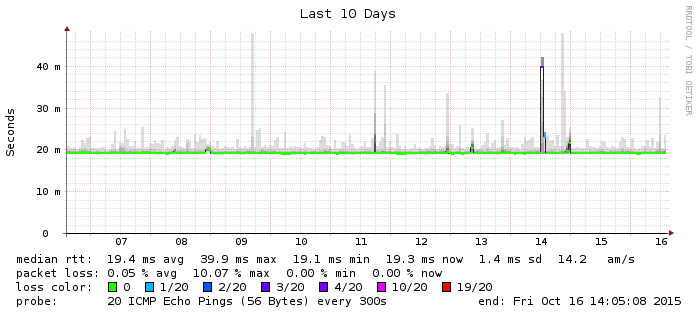 Last 10 Days
RRDTOOL / TOBI OETIKER
Seconds
40 m
30 m
20 m
10 m
0
07 08 09 10 11 12 13 14 15 16
median rtt: 19.4 ms avg 39.9 ms max 19.1 ms min 19.3 ms now 1.4 ms sd 14.2 am/s
packet loss: 0.05 % avg 10.07 % max 0.00 % min 0.00 % now
loss color: 0 1/20 2/20 3/20 4/20 10/20 19/20
probe: 20 ICMP Echo Pings (56 Bytes) every 300s end: Fri Oct 16 14:05:08 2015